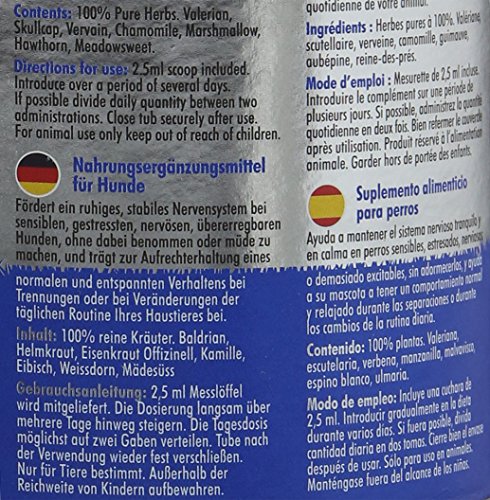 Contents: 100% Pure Herbs. Valerian,
Skullcap, Vervain, Chamomile, Marshmallow,
Hawthorn, Meadowsweet.
Directions for use: 2.5ml scoop included.
Introduce over a period of several days.
If possible divide daily quantity between two
administrations. Close tub securely after use.
For animal use only keep out of reach of children.
Nahrungsergänzungsmittel
für Hunde
Fördert ein ruhiges, stabiles Nervensystem bei
sensiblen, gestressten, nervösen, übererregbaren
Hunden, ohne dabei benommen oder müde zu
machen, und trägt zur Aufrechterhaltung eines
normalen und entspannten Verhaltens bei
Trennungen oder bei Veränderungen der
täglichen Routine Ihres Haustieres bei.
Inhalt: 100% reine Kräuter. Baldrian,
Helmkraut, Eisenkraut Offizinell, Kamille,
Eibisch, Weissdorn, Mädesüss
Gebrauchsanleitung: 2,5 ml Messlöffel
wird mitgeliefert. Die Dosierung langsam über
mehrere Tage hinweg steigern. Die Tagesdosis
möglichst auf zwei Gaben verteilen. Tube nach
der Verwendung wieder fest verschließen.
Nur für Tiere bestimmt. Außerhalb der
Reichweite von Kindern aufbewahren.
quotidienne de votre animal.
Ingrédients : Herbes pures à 100%. Valériane,
scutellaire, verveine, camomille, guimauve,
aubépine, reine-des-prés.
Mode d'emploi : Mesurette de 2,5 ml incluse.
Introduire le complément sur une période de
plusieurs jours. Si possible, administrez la quantité
quotidienne en deux fois. Bien refermer le couvercle
après utilisation. Produit réservé à l'alimentation
animale. Garder hors de portée des enfants.
Suplemento alimenticio
para perros
Ayuda a mantener el sistema nervioso tranquilo y
en calma en perros sensibles, estresados, nerviosos
o demasiado excitables, sin adormecerlos, y ayuda
a su mascota a tener un comportamiento normal
y relajado durante las separaciones o durante
los cambios de la rutina diaria.
Contenido: 100% plantas. Valeriana,
escutelaria, verbena, manzanilla, malvavisco,
espino blanco, ulmaria.
Modo de empleo: Incluye una cuchara de
2,5 ml. Introducir gradualmente en la dieta
durante varios días. Si fuera posible, divida
cantidad diaria en dos tomas. Cierre bien el envase
después de usar. Sólo para uso en animales.
Manténgase fuera del alcance de los niños.